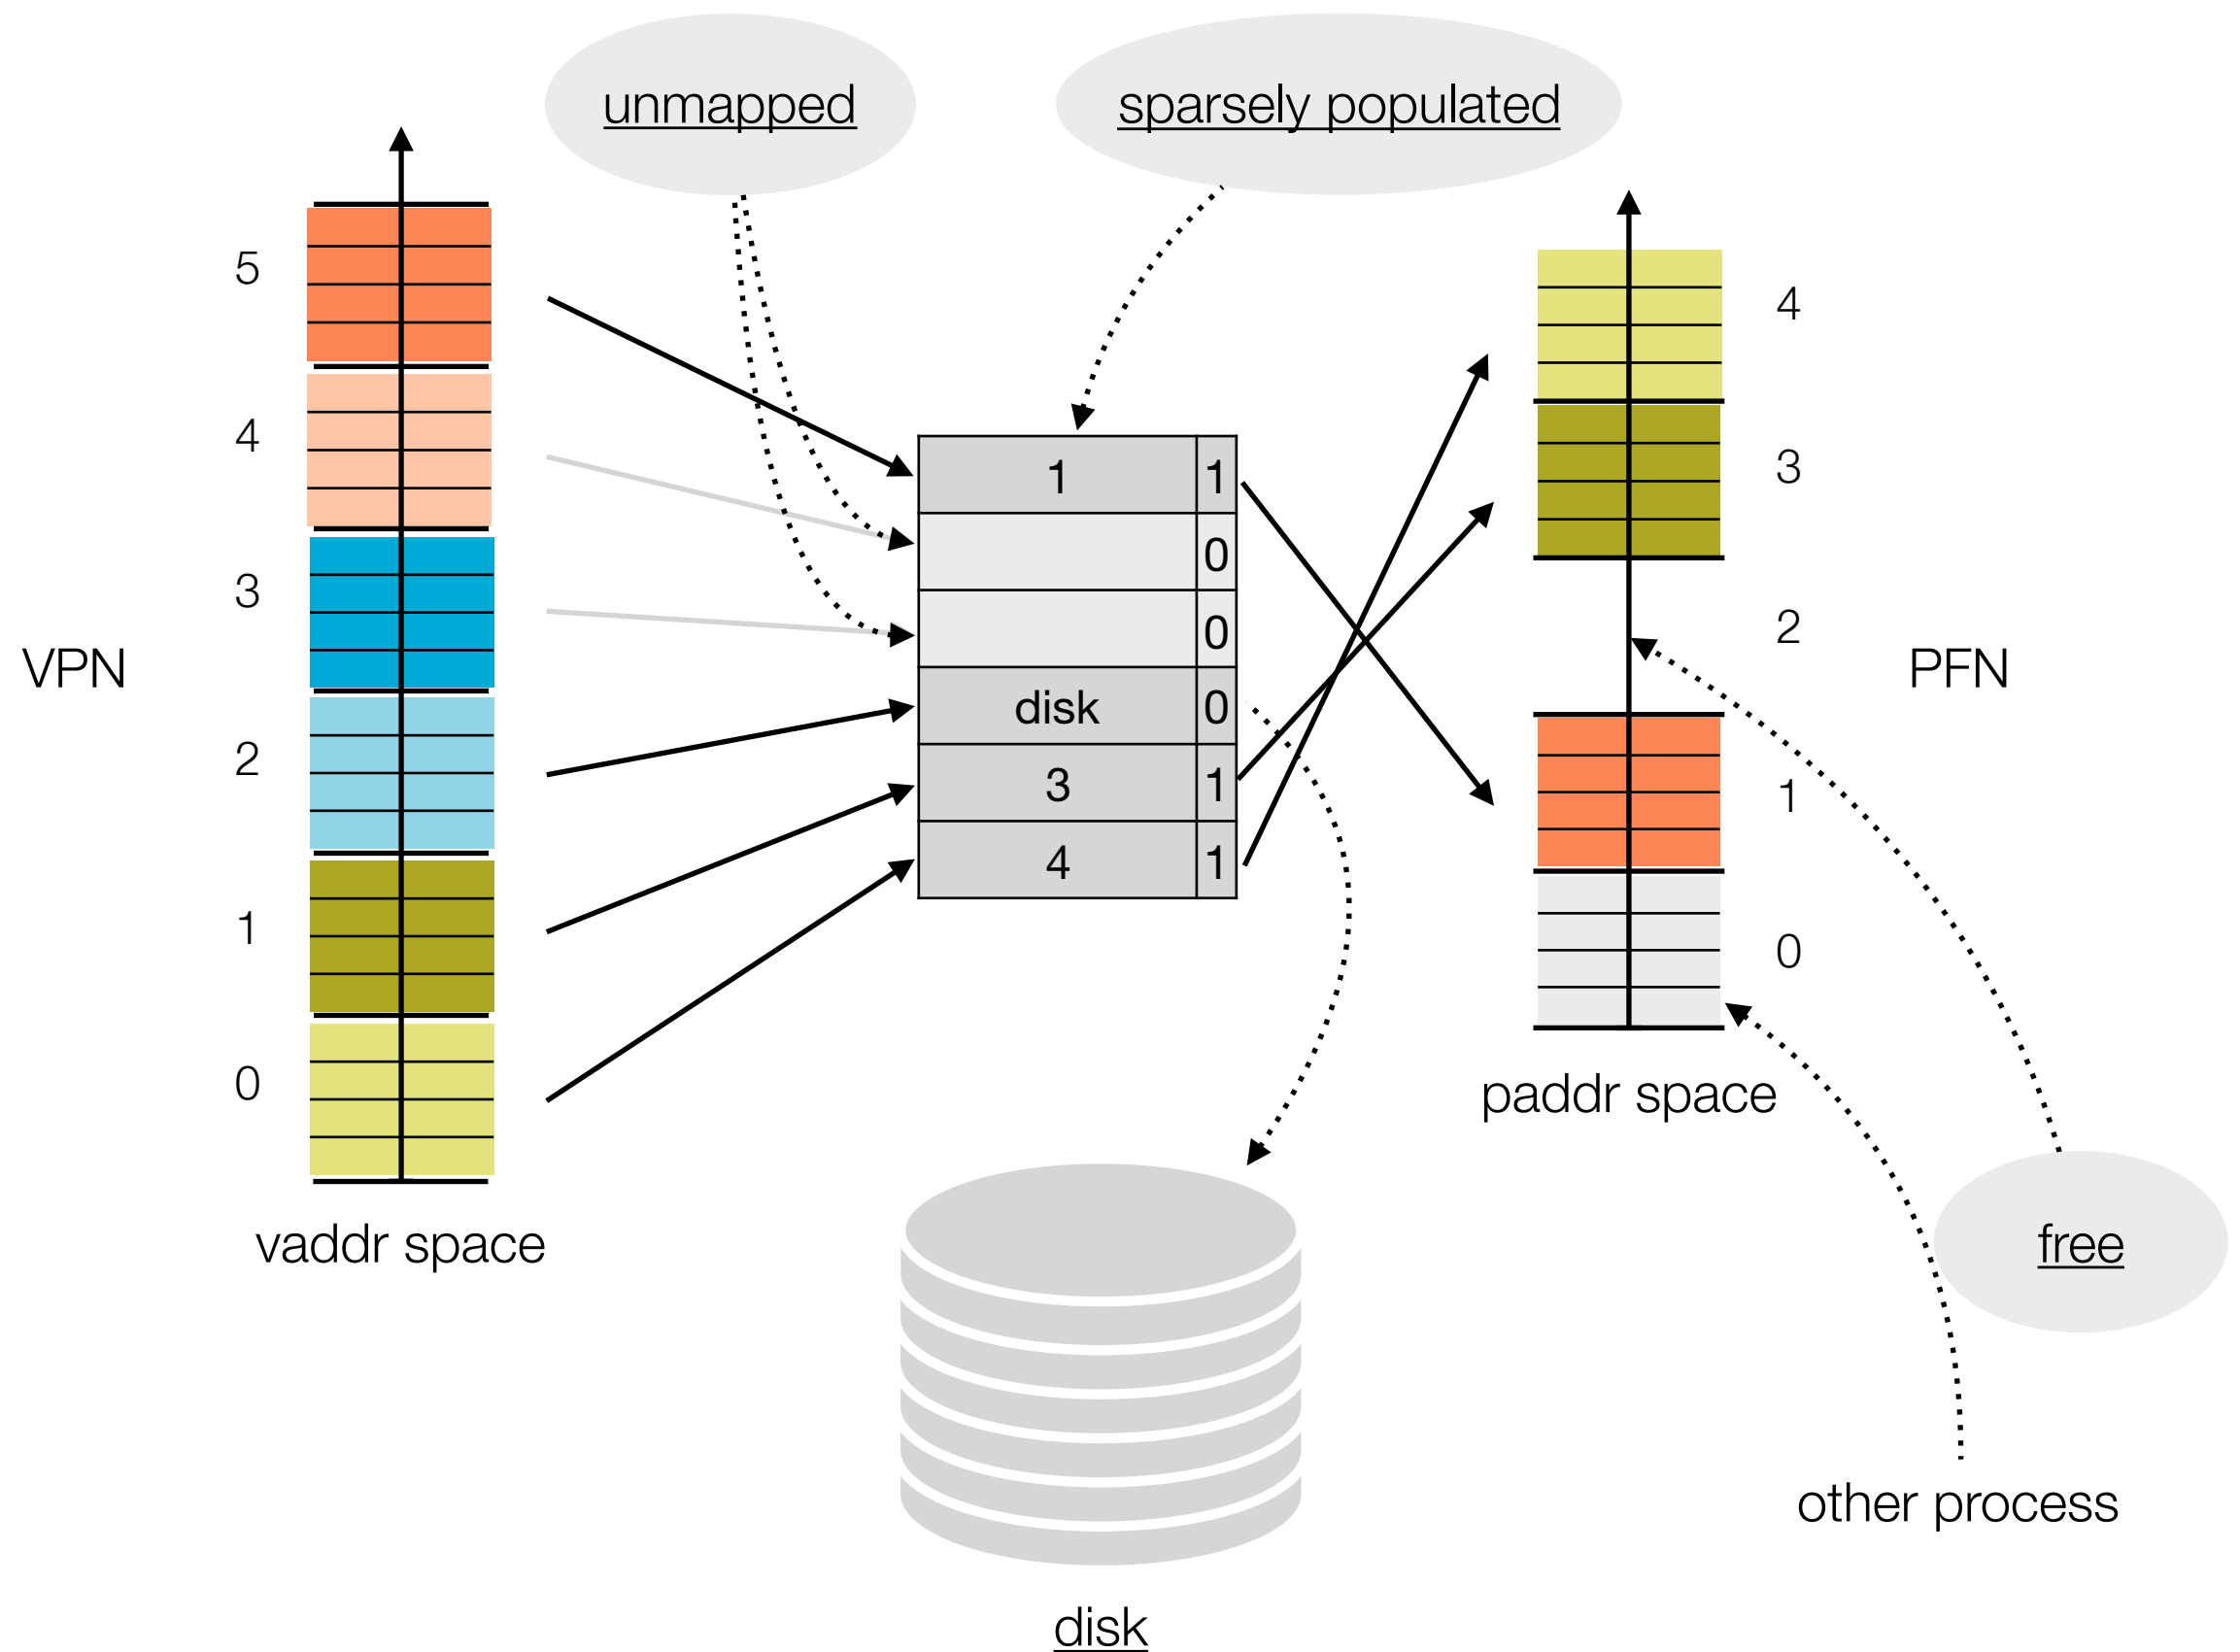 unmapped
sparsely populated
5
4
3
2
1
0
VPN
vaddr space
1 1
0
0
disk 0
3 1
4 1
4
3
2
1
0
PFN
paddr space
free
other process
disk